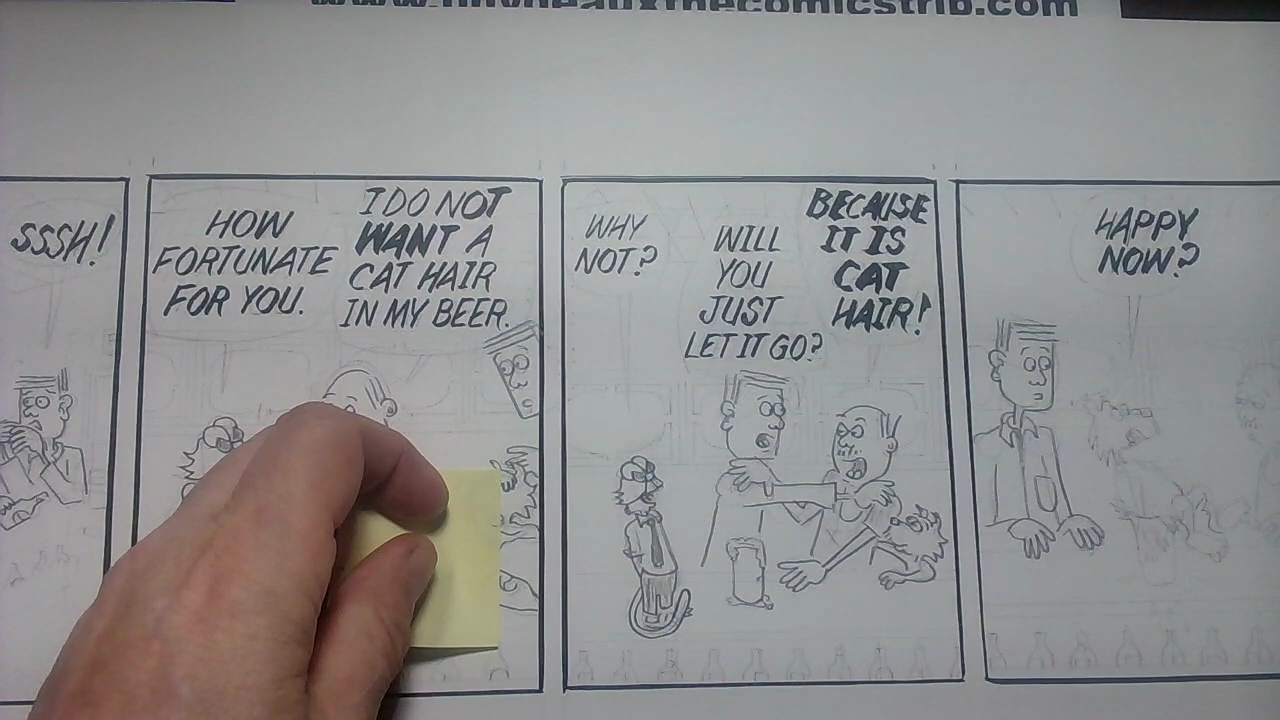 SSSH!
HOW
FORTUNATE
FOR YOU.
I DO NOT
WANT A
CAT HAIR
IN MY BEER.
WHY
NOT?
WILL
YOU
JUST
LET IT GO?
BECAUSE
IT IS
CAT
HAIR!
HAPPY
NOW?